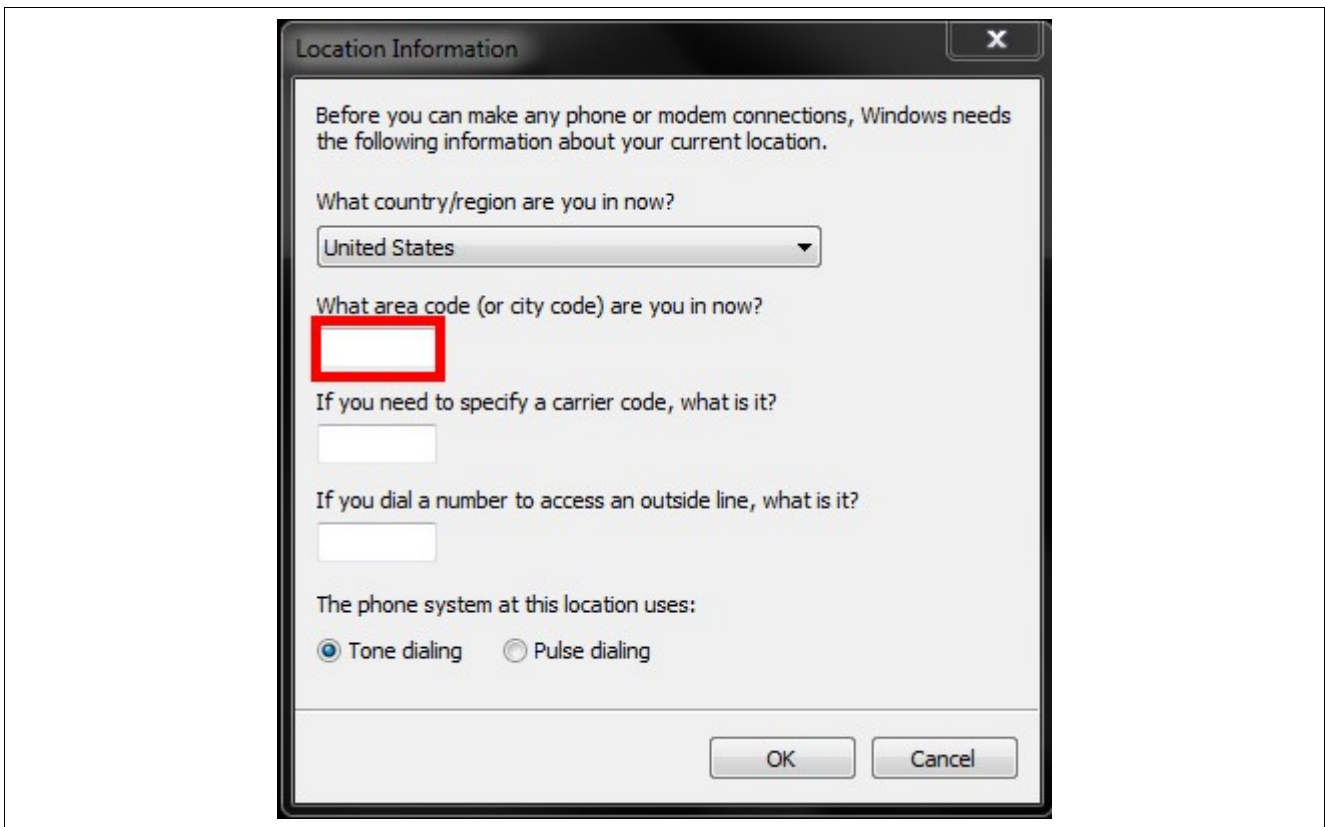 Location Information
X
Before you can make any phone or modem connections, Windows needs
the following information about your current location.
What country/region are you in now?
United States
What area code (or city code) are you in now?
If you need to specify a carrier code, what is it?
If you dial a number to access an outside line, what is it?
The phone system at this location uses:
Tone dialing Pulse dialing
OK Cancel